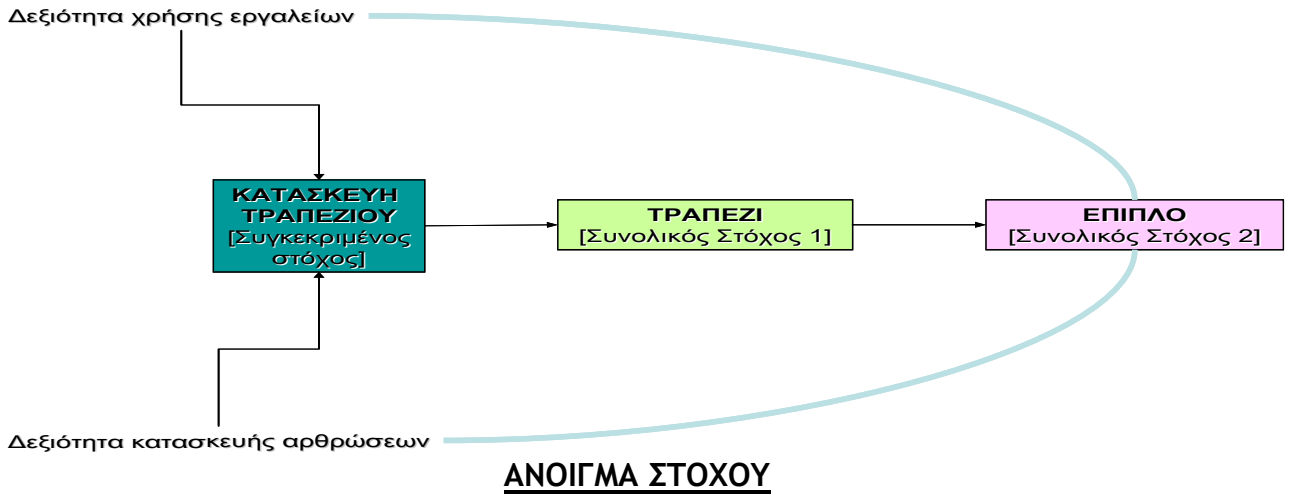 Δεξιότητα χρήσης εργαλείων
ΚΑΤΑΣΚΕΥΗ
ΤΡΑΠΕΖΙΟΥ
[Συγκεκριμένος
στόχος]
ΤΡΑΠΕΖΙ
[Συνολικός Στόχος 1]
ΕΠΙΠΛΟ
[Συνολικός Στόχος 2]
Δεξιότητα κατασκευής αρθρώσεων
ΑΝΟΙΓΜΑ ΣΤΟΧΟΥ